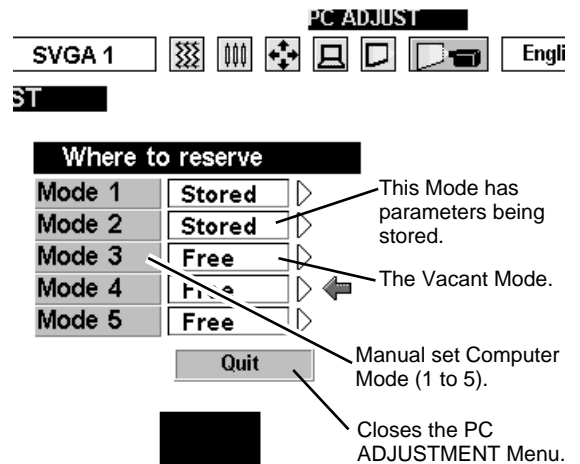 PC ADJUST
SVGA 1
Engli
ST
Where to reserve
Mode 1 Stored
Mode 2 Stored
Mode 3 Free
Mode 4 Free
Mode 5 Free
Quit
This Mode has
parameters being
stored.
The Vacant Mode.
Manual set Computer
Mode (1 to 5).
Closes the PC
ADJUSTMENT Menu.